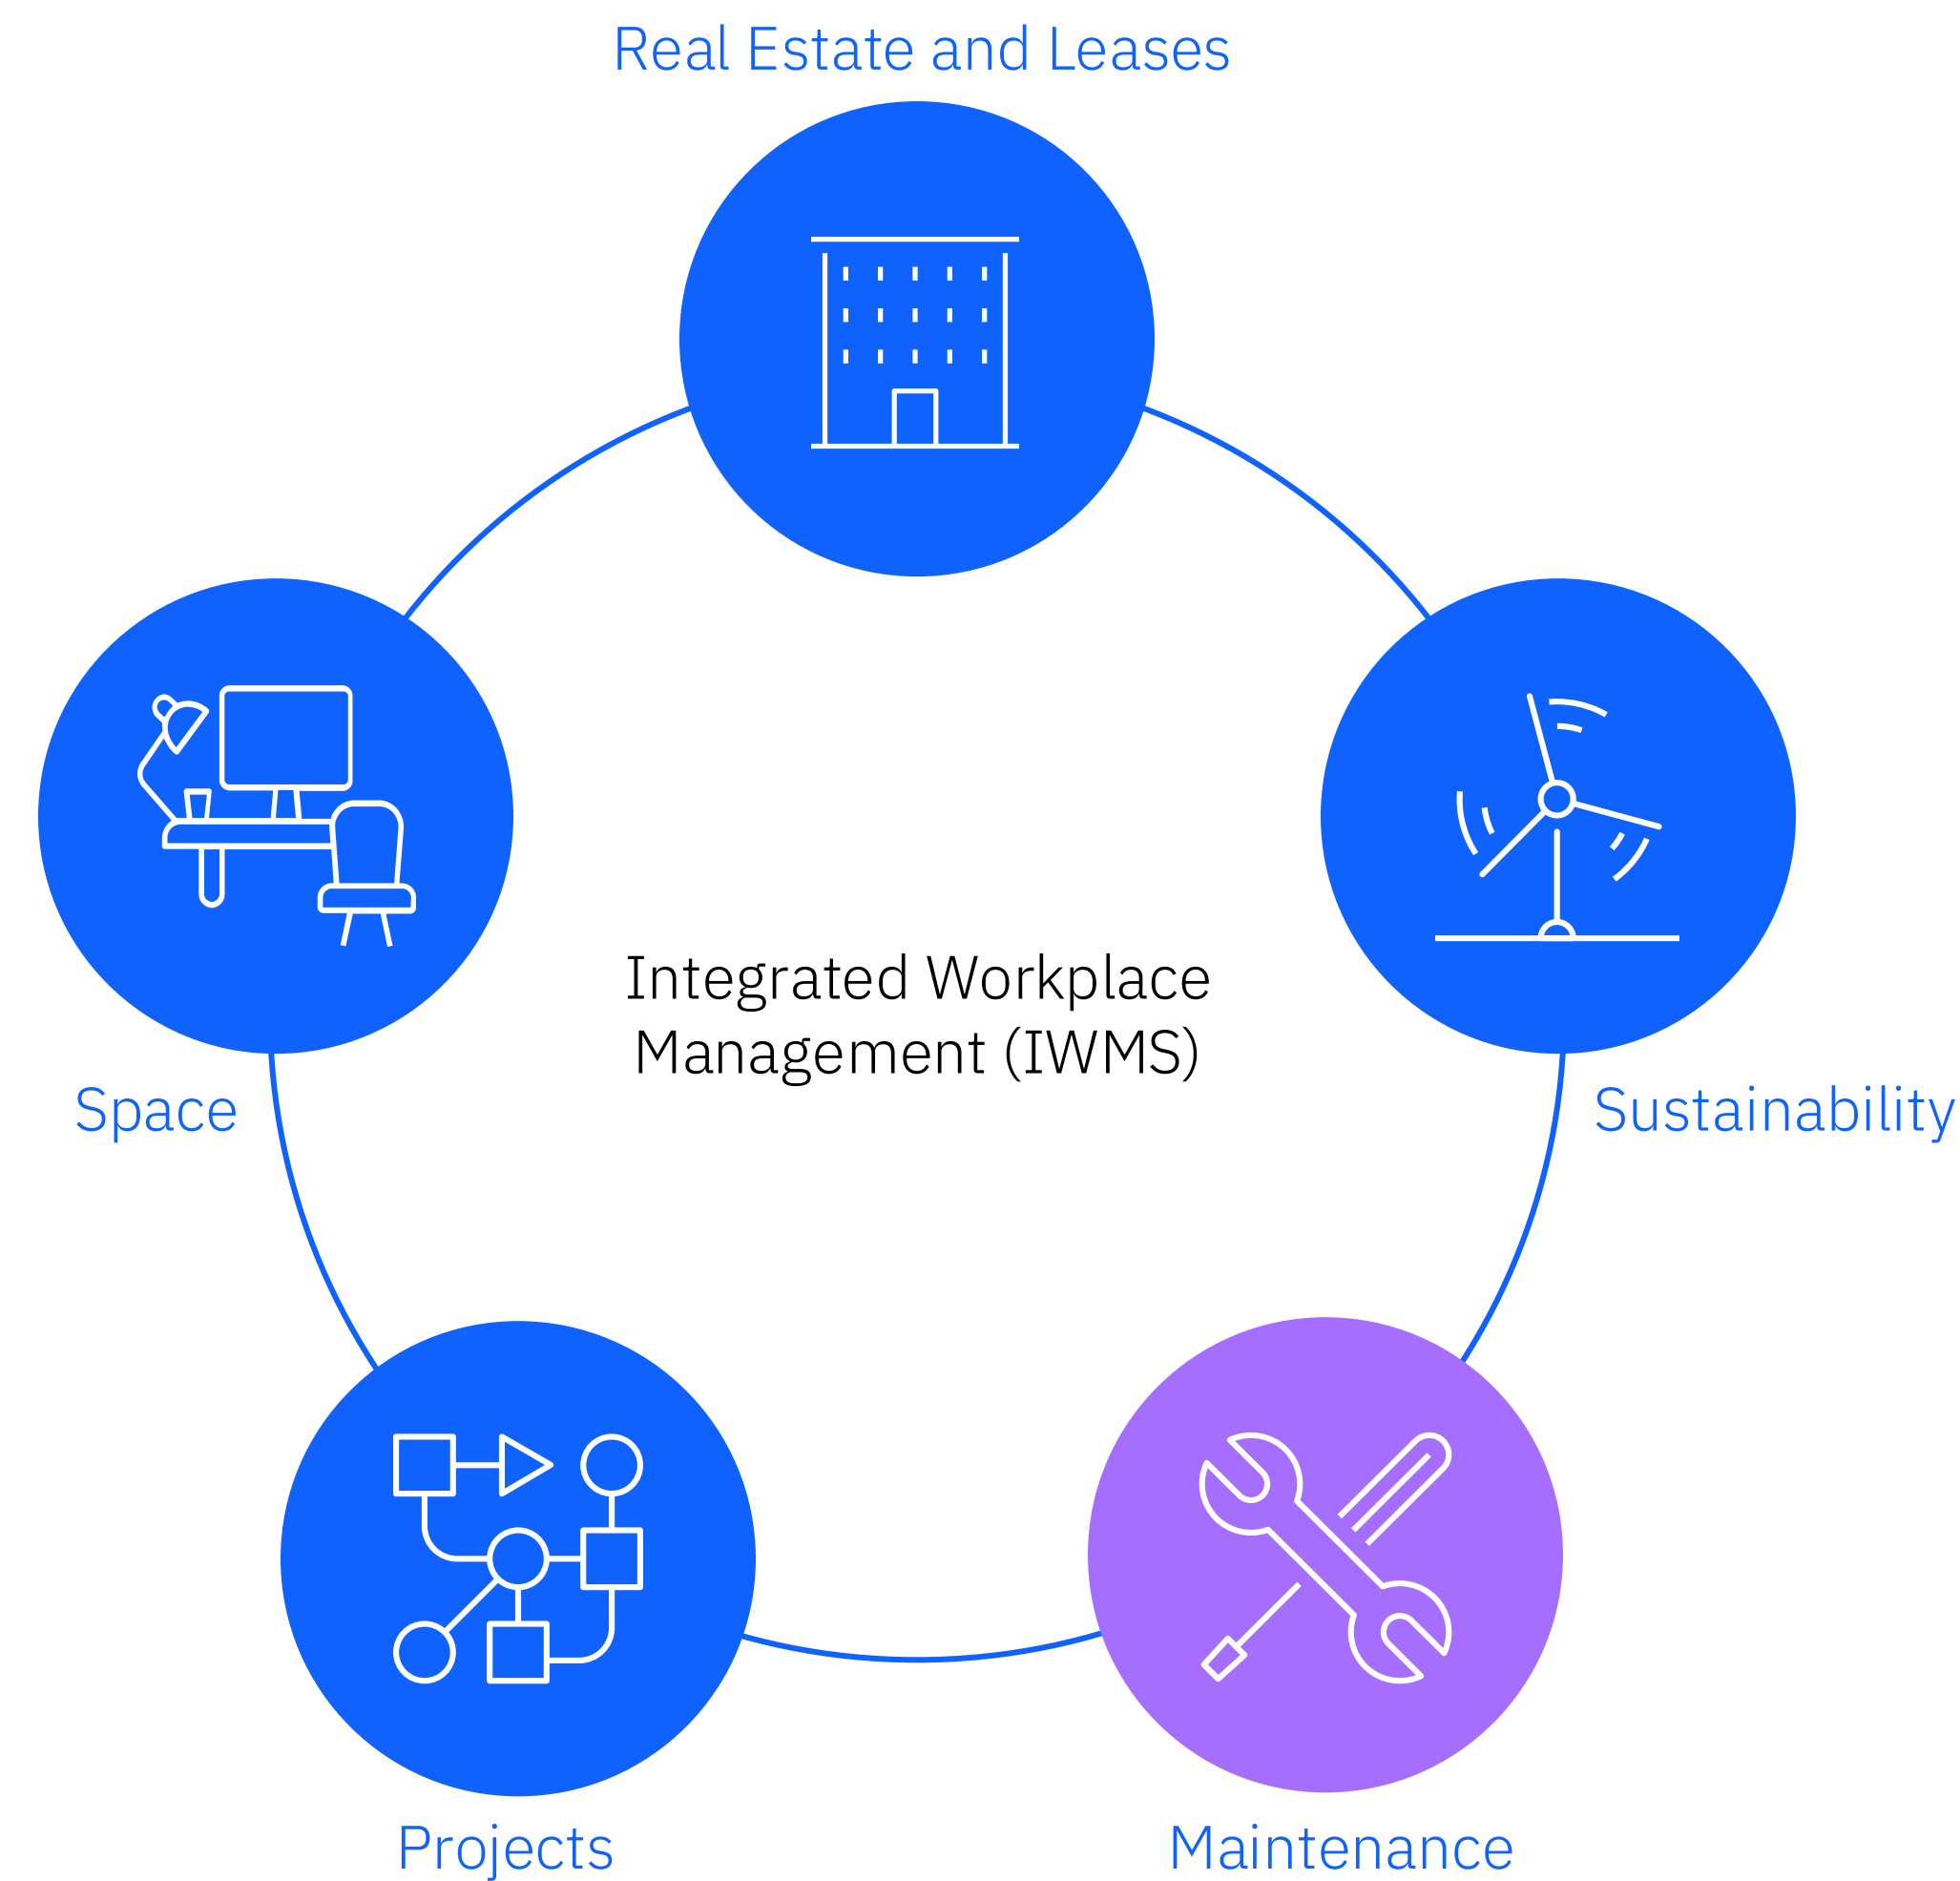 Real Estate and Leases
Integrated Workplace
Management (IWMS)
Space
Sustainability
Projects
Maintenance